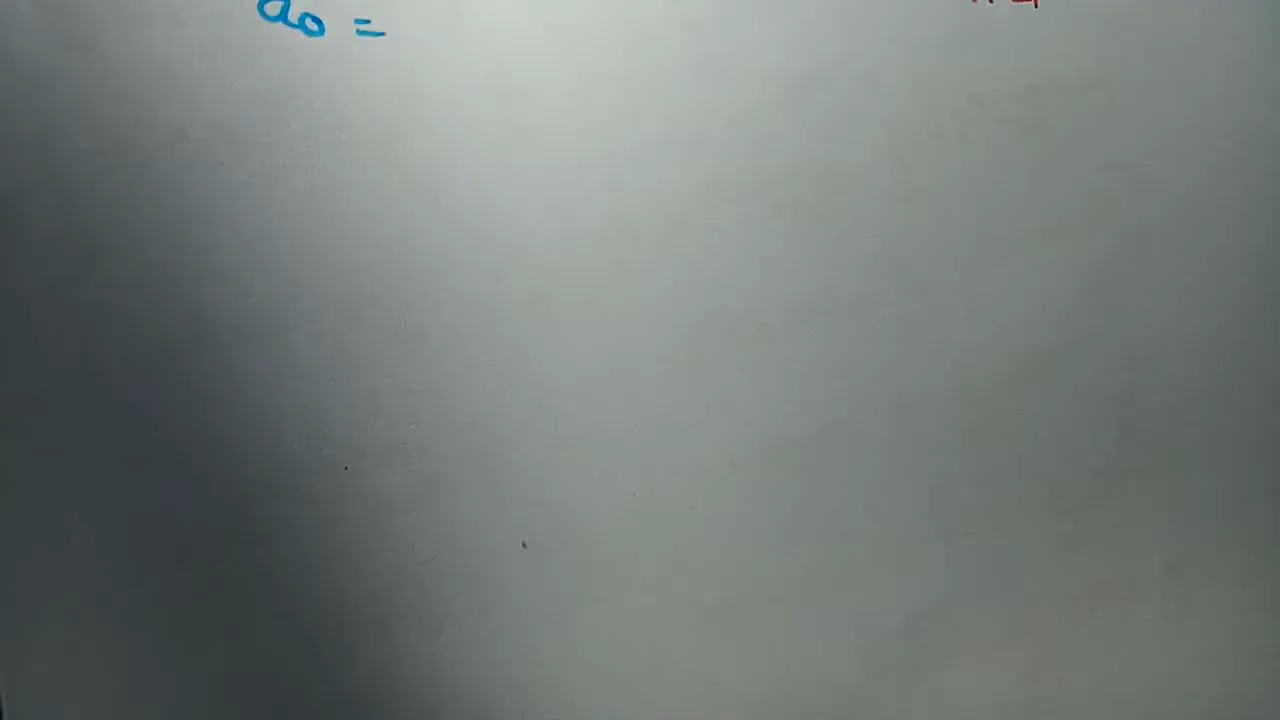 a₀ =